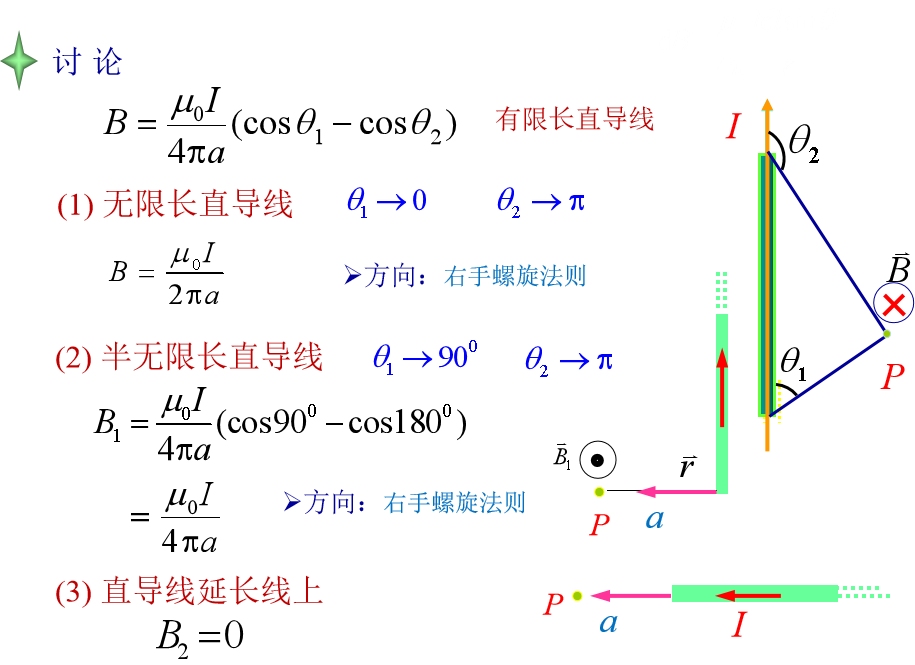 讨 论
B = μ₀I / 4πa (cosθ₁ − cosθ₂) 有限长直导线
(1) 无限长直导线 θ₁ → 0 θ₂ → π
B = μ₀I / 2πa ➢方向：右手螺旋法则
(2) 半无限长直导线 θ₁ → 90⁰ θ₂ → π
B₁ = μ₀I / 4πa (cos90⁰ − cos180⁰)
= μ₀I / 4πa ➢方向：右手螺旋法则
(3) 直导线延长线上
B₂ = 0
I θ₂
B⃗
θ₁ P
B⃗₁ r⃗
P a
P a I